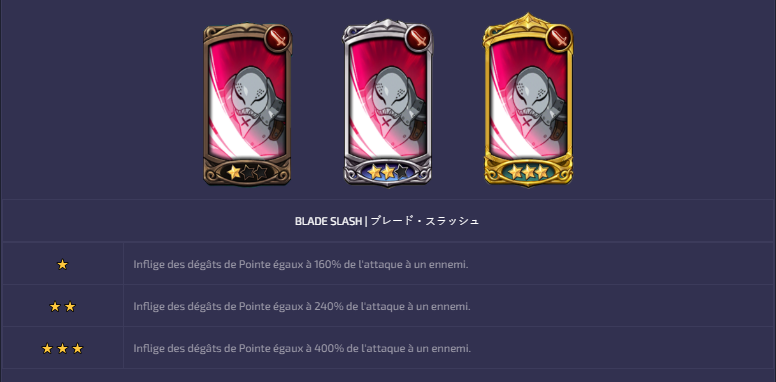 BLADE SLASH | ブレード・スラッシュ
Inflige des dégâts de Pointe égaux à 160% de l'attaque à un ennemi.
Inflige des dégâts de Pointe égaux à 240% de l'attaque à un ennemi.
Inflige des dégâts de Pointe égaux à 400% de l'attaque à un ennemi.